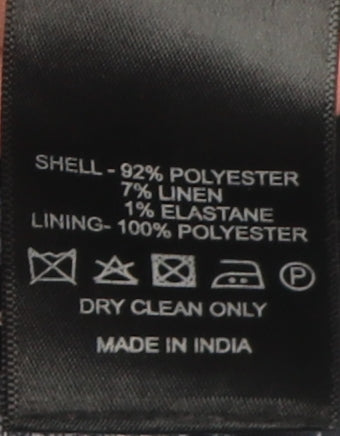 SHELL - 92% POLYESTER
7% LINEN
1% ELASTANE
LINING- 100% POLYESTER
P
DRY CLEAN ONLY
MADE IN INDIA